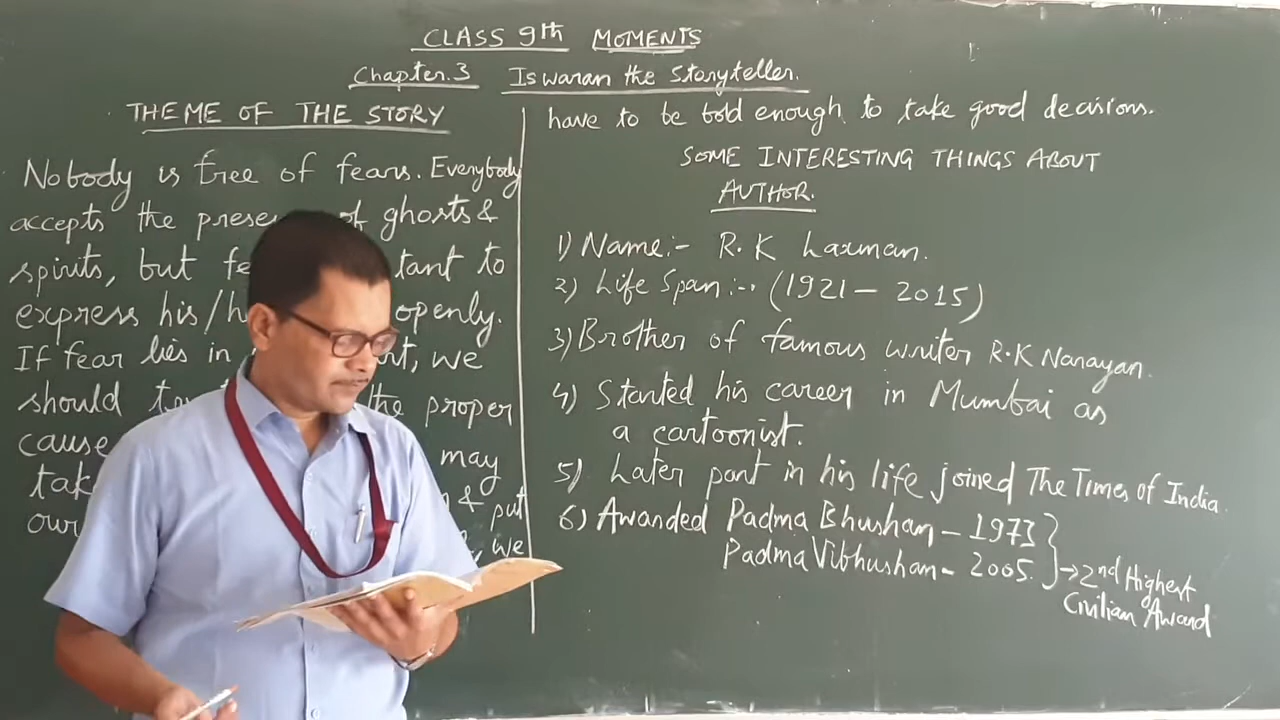 CLASS 9th MOMENTS
Chapter.3 Iswaran the Storyteller.
THEME OF THE STORY
Nobody is free of fears. Everybody
accepts the of ghosts &
spirits, but to
express his/ openly.
If fear lies in we
should the proper
cause may
& put
our we
have to be bold enough to take good decisions.
SOME INTERESTING THINGS ABOUT
AUTHOR.
1) Name:- R.K Laxman.
2) Life Span:- (1921 - 2015)
3) Brother of famous writer R.K Narayan.
4) Started his career in Mumbai as
a cartoonist.
5) Later part in his life joined The Times of India.
6) Awarded Padma Bhushan - 1973
Padma Vibhushan - 2005. → 2nd Highest
Civilian Award